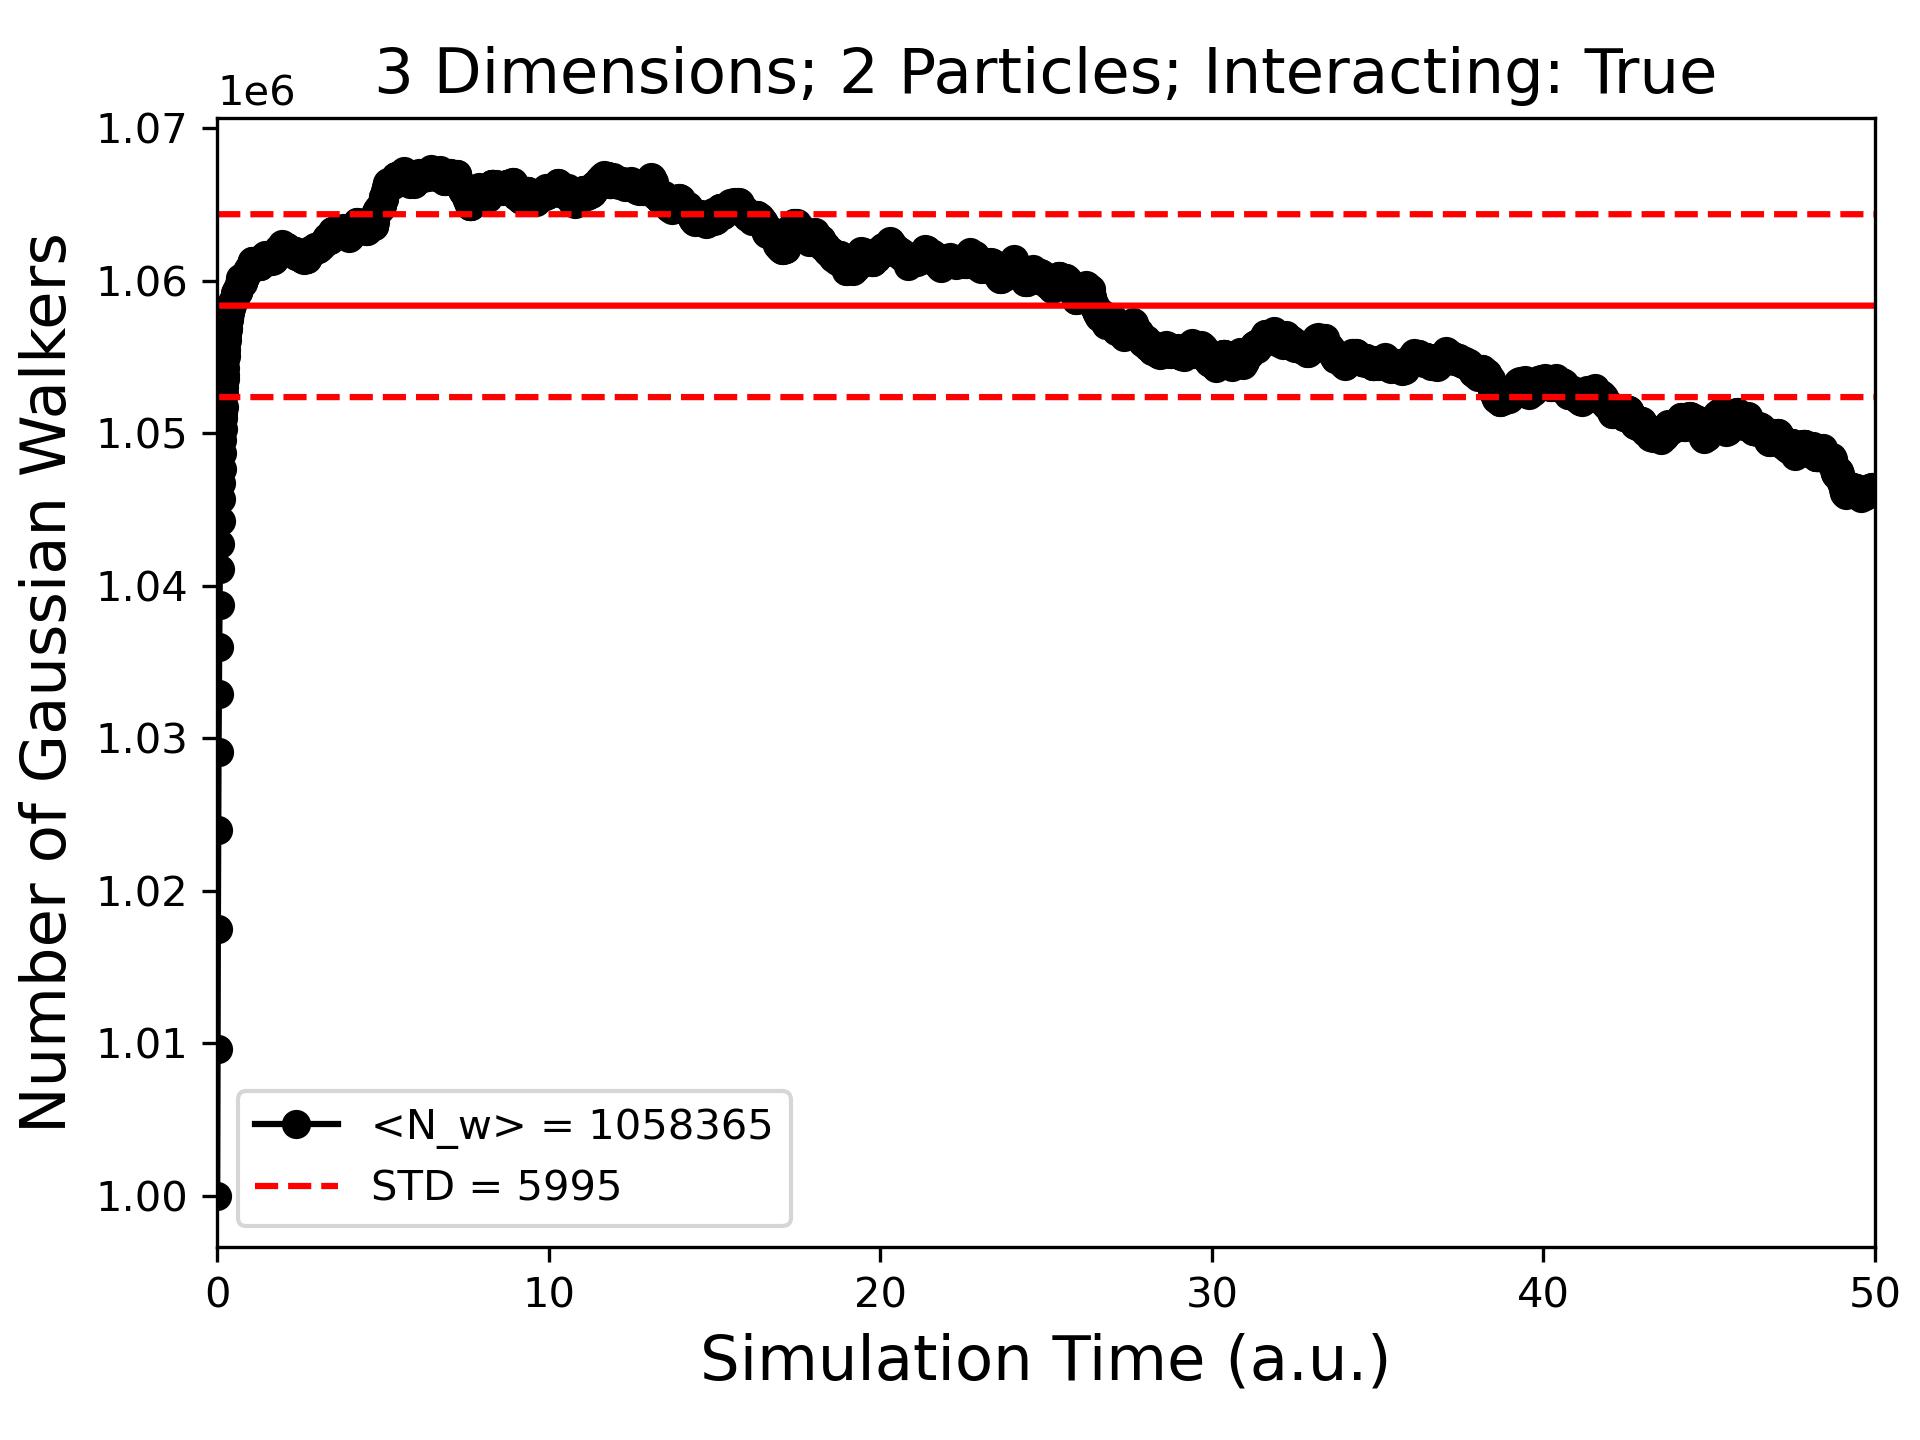 3 Dimensions; 2 Particles; Interacting: True
1e6
1.07
1.06
1.05
1.04
1.03
1.02
1.01
1.00
Number of Gaussian Walkers
<N_w> = 1058365
STD = 5995
0 10 20 30 40 50
Simulation Time (a.u.)